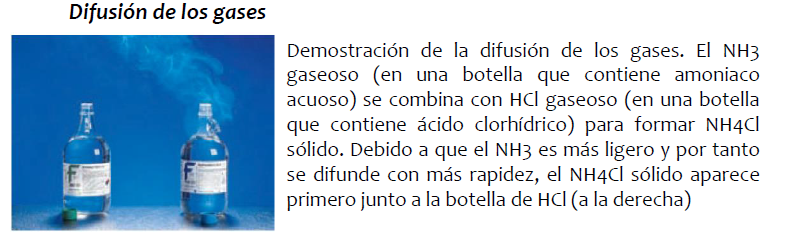 Difusión de los gases
Demostración de la difusión de los gases. El NH3
gaseoso (en una botella que contiene amoniaco
acuoso) se combina con HCl gaseoso (en una botella
que contiene ácido clorhídrico) para formar NH4Cl
sólido. Debido a que el NH3 es más ligero y por tanto
se difunde con más rapidez, el NH4Cl sólido aparece
primero junto a la botella de HCl (a la derecha)